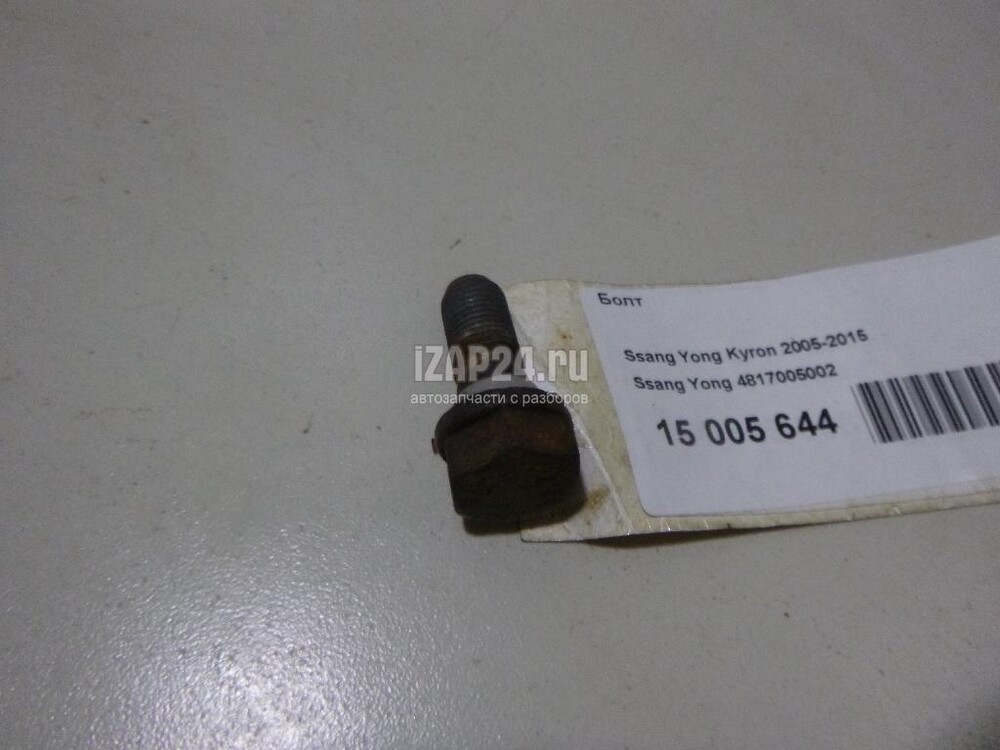 Болт
Ssang Yong Kyron 2005-2015
Ssang Yong 4817005002
15 005 644
iZAP24.ru
автозапчасти с разборов